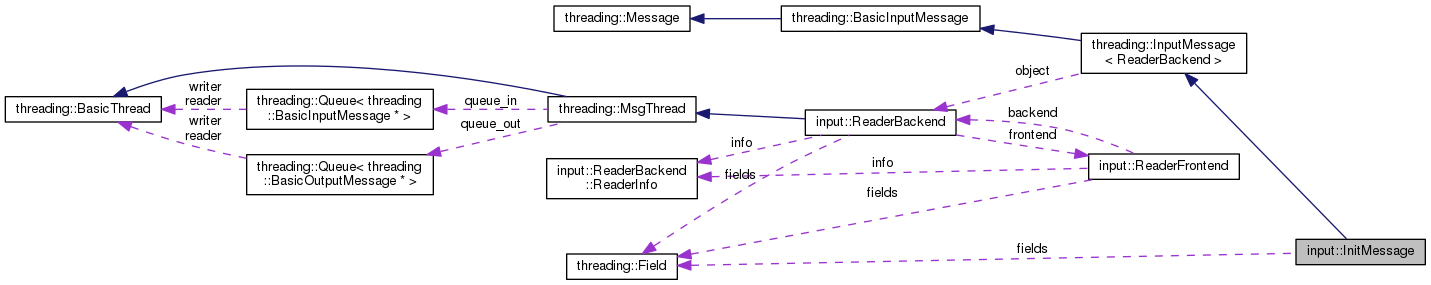 threading::Message
threading::BasicInputMessage
threading::InputMessage
< ReaderBackend >
object
threading::BasicThread
writer
reader
threading::Queue< threading
::BasicInputMessage * >
queue_in
threading::MsgThread
queue_out
writer
reader
threading::Queue< threading
::BasicOutputMessage * >
input::ReaderBackend
backend
frontend
info
input::ReaderBackend
::ReaderInfo
info
input::ReaderFrontend
fields
fields
threading::Field
fields
input::InitMessage